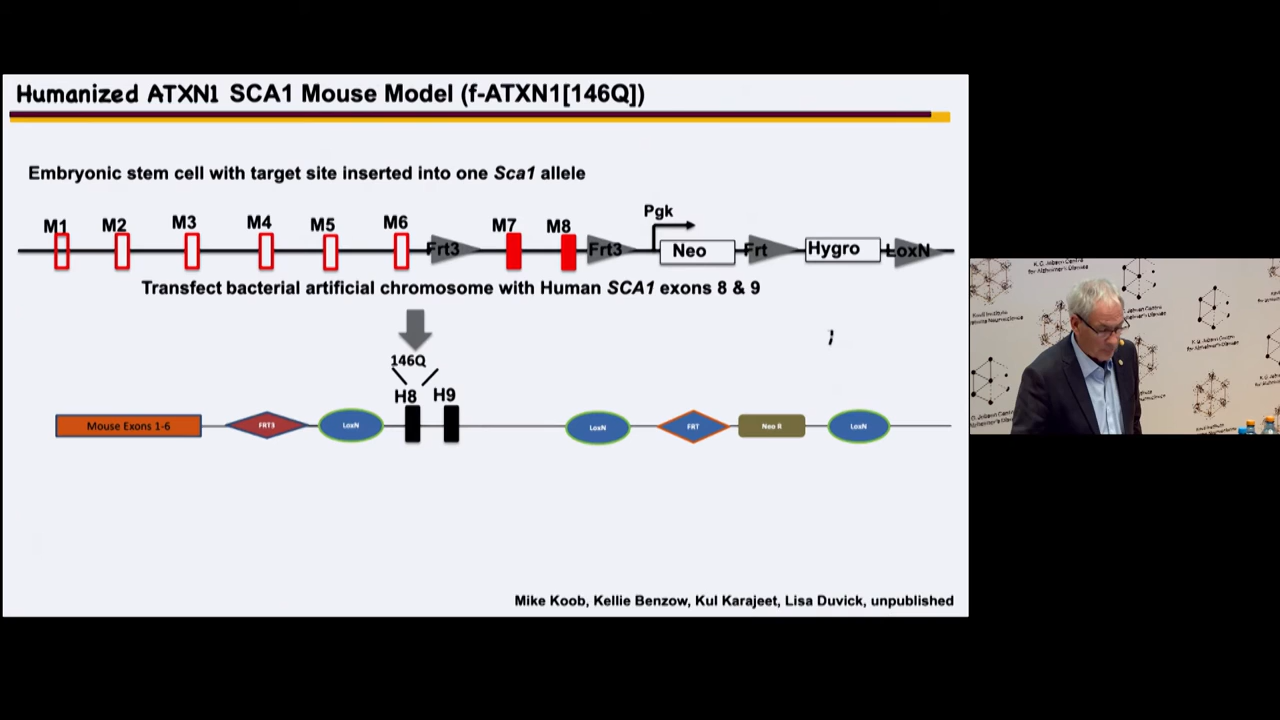 Humanized ATXN1 SCA1 Mouse Model (f-ATXN1[146Q])
Embryonic stem cell with target site inserted into one Sca1 allele
Pgk
M1 M2 M3 M4 M5 M6 M7 M8
Frt3 Frt3 Neo Frt Hygro LoxN
Transfect bacterial artificial chromosome with Human SCA1 exons 8 & 9
146Q
H8 H9
Mouse Exons 1-6 FRT3 LoxN LoxN FRT Neo R LoxN
Mike Koob, Kellie Benzow, Kul Karajeet, Lisa Duvick, unpublished